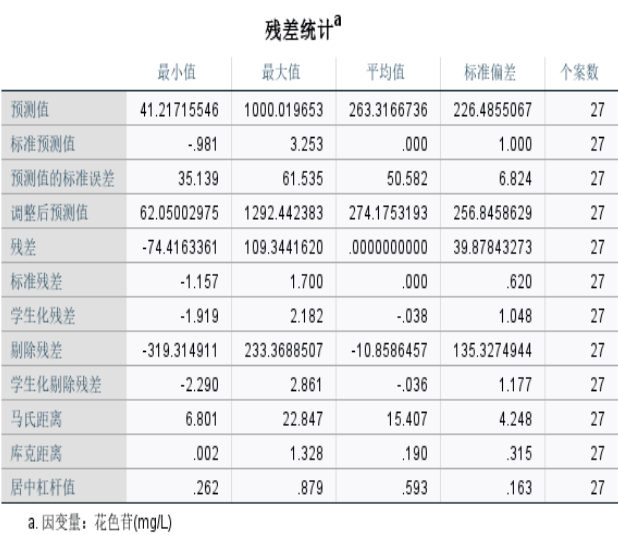 残差统计a
最小值 最大值 平均值 标准偏差 个案数
预测值 41.21715546 1000.019653 263.3166736 226.4855067 27
标准预测值 -.981 3.253 .000 1.000 27
预测值的标准误差 35.139 61.535 50.582 6.824 27
调整后预测值 62.05002975 1292.442383 274.1753193 256.8458629 27
残差 -74.4163361 109.3441620 .0000000000 39.87843273 27
标准残差 -1.157 1.700 .000 .620 27
学生化残差 -1.919 2.182 -.038 1.048 27
剔除残差 -319.314911 233.3688507 -10.8586457 135.3274944 27
学生化剔除残差 -2.290 2.861 -.036 1.177 27
马氏距离 6.801 22.847 15.407 4.248 27
库克距离 .002 1.328 .190 .315 27
居中杠杆值 .262 .879 .593 .163 27
a. 因变量：花色苷(mg/L)